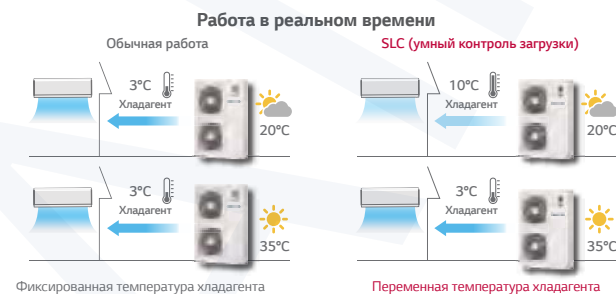 Работа в реальном времени
Обычная работа
SLC (умный контроль загрузки)
3°C
Хладагент
20°C
10°C
Хладагент
20°C
3°C
Хладагент
35°C
3°C
Хладагент
35°C
Фиксированная температура хладагента
Переменная температура хладагента